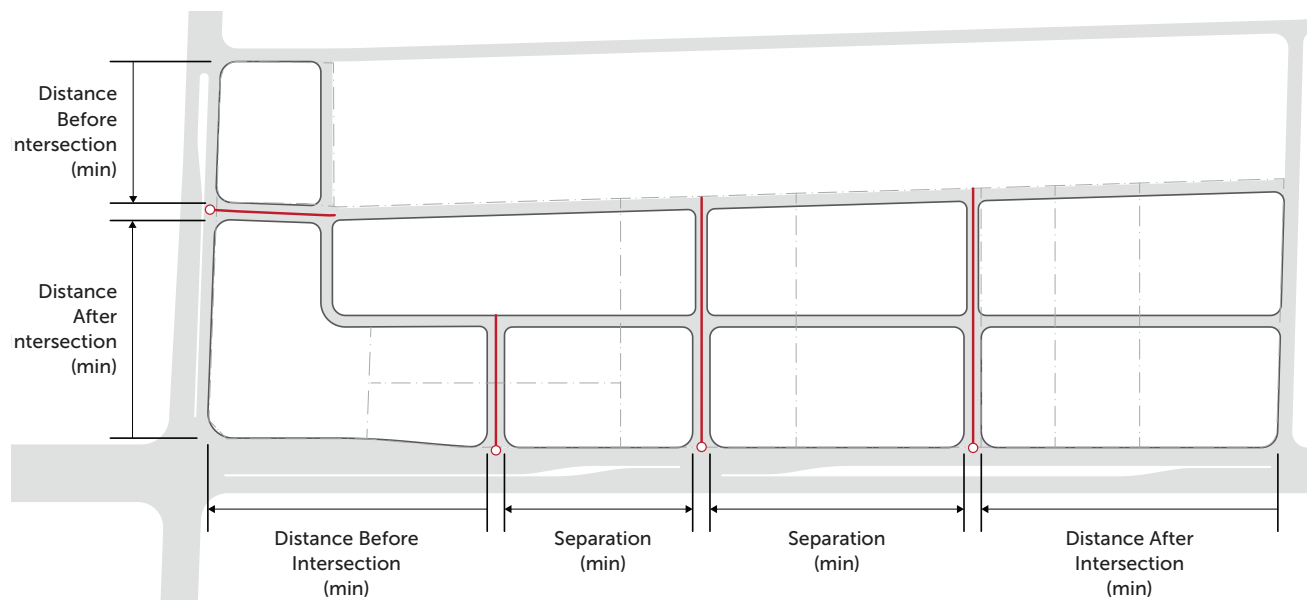 Distance
Before
ntersection
(min)
Distance
After
ntersection
(min)
Distance Before
Intersection
(min)
Separation
(min)
Separation
(min)
Distance After
Intersection
(min)